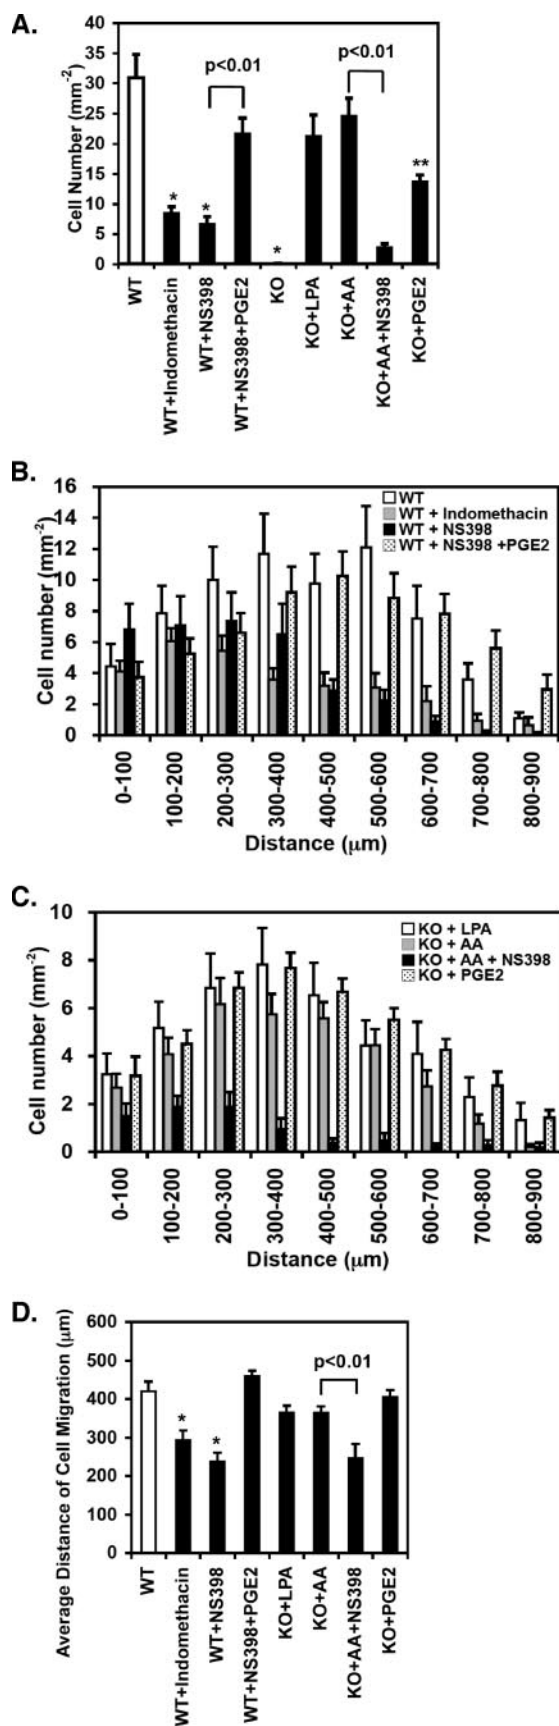 A.
Cell Number (mm-2)
40
35
30
25
20
15
10
5
0
p<0.01
p<0.01
*
*
*
**
WT
WT+Indomethacin
WT+NS398
WT+NS398+PGE2
KO
KO+LPA
KO+AA
KO+AA+NS398
KO+PGE2
B.
Cell number (mm-2)
16
14
12
10
8
6
4
2
0
WT
WT + Indomethacin
WT + NS398
WT + NS398 +PGE2
0-100
100-200
200-300
300-400
400-500
500-600
600-700
700-800
800-900
Distance (μm)
C.
Cell number (mm-2)
10
8
6
4
2
0
KO + LPA
KO + AA
KO + AA + NS398
KO + PGE2
0-100
100-200
200-300
300-400
400-500
500-600
600-700
700-800
800-900
Distance (μm)
D.
Average Distance of Cell Migration (μm)
600
500
400
300
200
100
0
p<0.01
*
*
WT
WT+Indomethacin
WT+NS398
WT+NS398+PGE2
KO+LPA
KO+AA
KO+AA+NS398
KO+PGE2